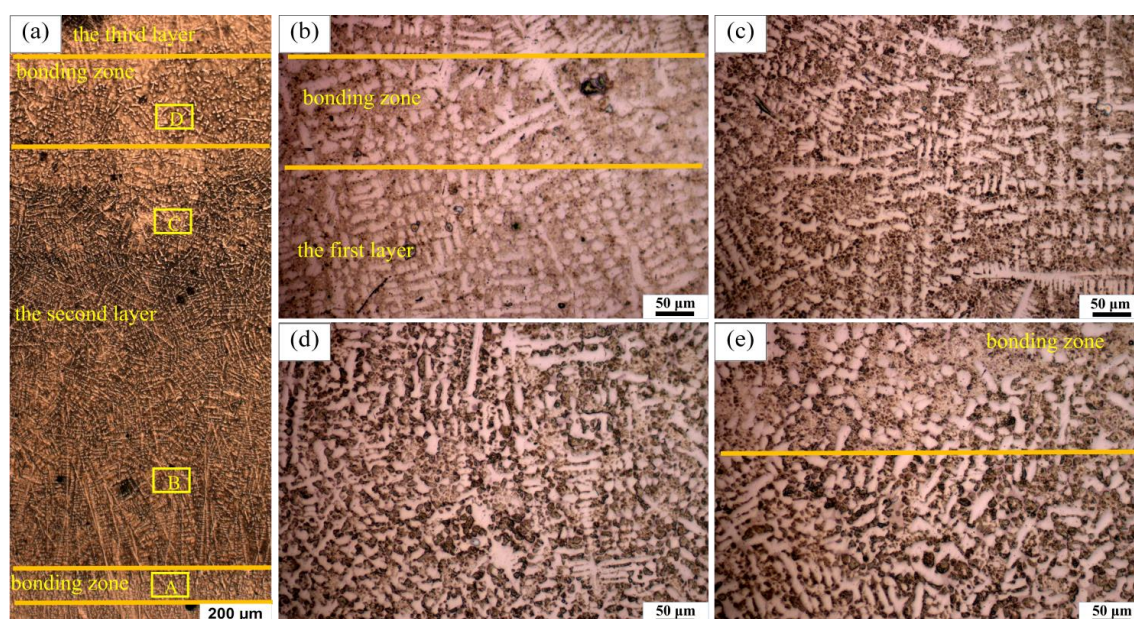 (a)
the third layer
bonding zone
D
C
the second layer
B
bonding zone
A
200 μm
(b)
bonding zone
the first layer
50 μm
(c)
50 μm
(d)
50 μm
(e)
bonding zone
50 μm